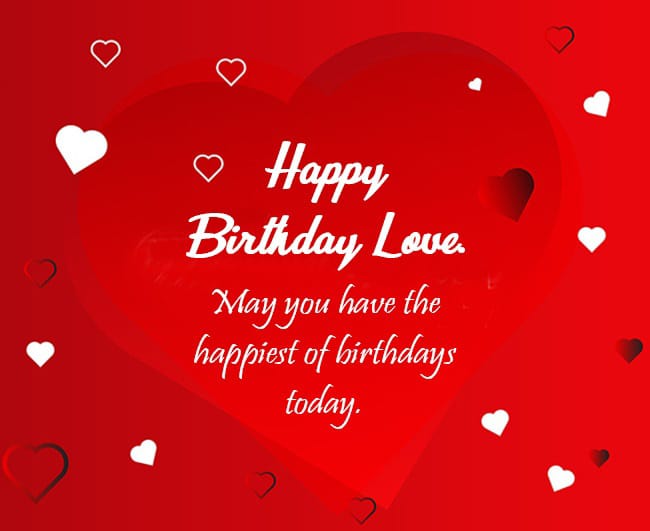 Happy
Birthday Love.
May you have the
happiest of birthdays
today.